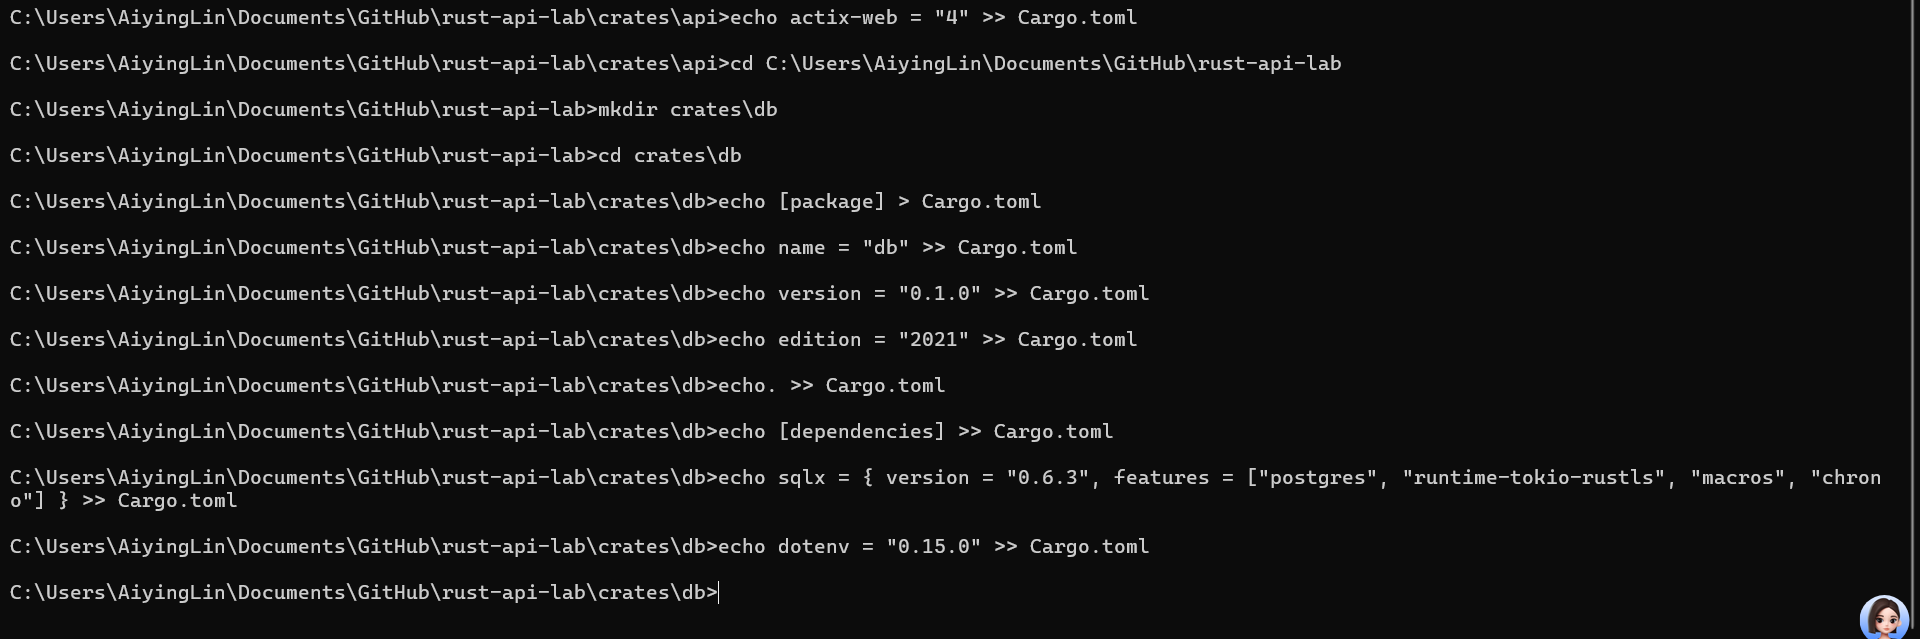 C:\Users\AiyingLin\Documents\GitHub\rust-api-lab\crates\api>echo actix-web = "4" >> Cargo.toml
C:\Users\AiyingLin\Documents\GitHub\rust-api-lab\crates\api>cd C:\Users\AiyingLin\Documents\GitHub\rust-api-lab
C:\Users\AiyingLin\Documents\GitHub\rust-api-lab>mkdir crates\db
C:\Users\AiyingLin\Documents\GitHub\rust-api-lab>cd crates\db
C:\Users\AiyingLin\Documents\GitHub\rust-api-lab\crates\db>echo [package] > Cargo.toml
C:\Users\AiyingLin\Documents\GitHub\rust-api-lab\crates\db>echo name = "db" >> Cargo.toml
C:\Users\AiyingLin\Documents\GitHub\rust-api-lab\crates\db>echo version = "0.1.0" >> Cargo.toml
C:\Users\AiyingLin\Documents\GitHub\rust-api-lab\crates\db>echo edition = "2021" >> Cargo.toml
C:\Users\AiyingLin\Documents\GitHub\rust-api-lab\crates\db>echo. >> Cargo.toml
C:\Users\AiyingLin\Documents\GitHub\rust-api-lab\crates\db>echo [dependencies] >> Cargo.toml
C:\Users\AiyingLin\Documents\GitHub\rust-api-lab\crates\db>echo sqlx = { version = "0.6.3", features = ["postgres", "runtime-tokio-rustls", "macros", "chron
o"] } >> Cargo.toml
C:\Users\AiyingLin\Documents\GitHub\rust-api-lab\crates\db>echo dotenv = "0.15.0" >> Cargo.toml
C:\Users\AiyingLin\Documents\GitHub\rust-api-lab\crates\db>